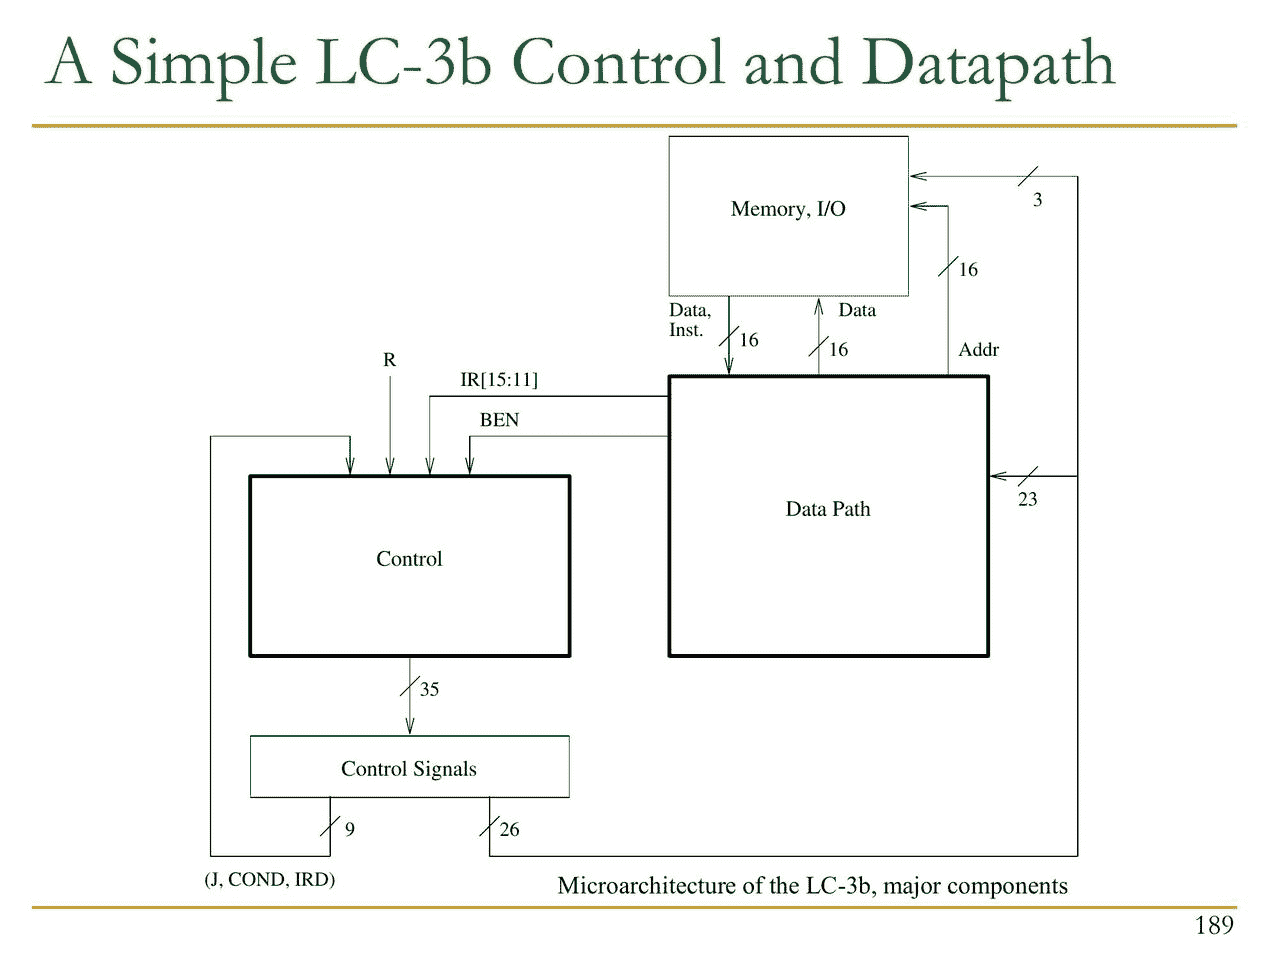 A Simple LC-3b Control and Datapath
Memory, I/O
3
16
Data,
Inst.
16
Data
16
Addr
R
IR[15:11]
BEN
23
Data Path
Control
35
Control Signals
9
26
(J, COND, IRD)
Microarchitecture of the LC-3b, major components
189